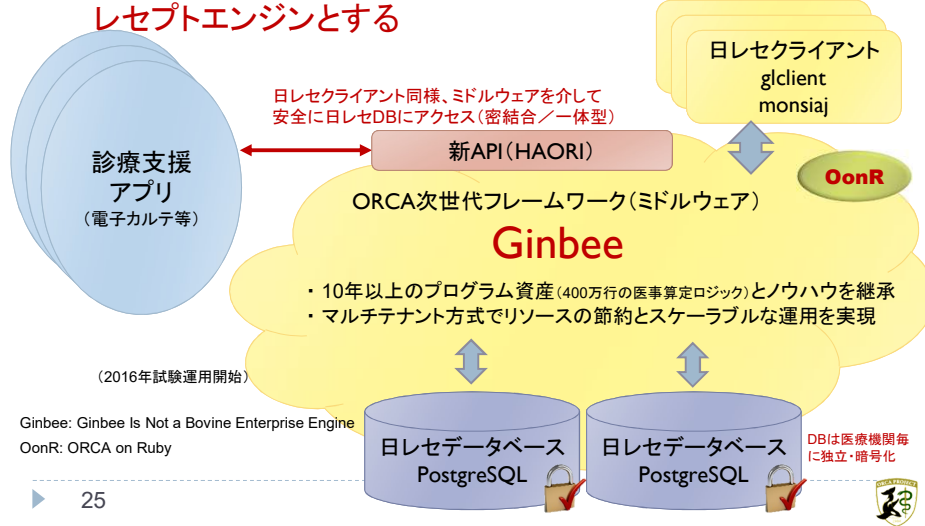 レセプトエンジンとする
日レセクライアント
glclient
monsiaj
日レセクライアント同様、ミドルウェアを介して
安全に日レセDBにアクセス(密結合/一体型)
新API(HAORI)
診療支援
アプリ
(電子カルテ等)
OonR
ORCA次世代フレームワーク(ミドルウェア)
Ginbee
・10年以上のプログラム資産(400万行の医事算定ロジック)とノウハウを継承
・マルチテナント方式でリソースの節約とスケーラブルな運用を実現
(2016年試験運用開始)
Ginbee: Ginbee Is Not a Bovine Enterprise Engine
OonR: ORCA on Ruby
日レセデータベース
PostgreSQL
日レセデータベース
PostgreSQL
DBは医療機関毎
に独立・暗号化
25
ORCA PROJECT